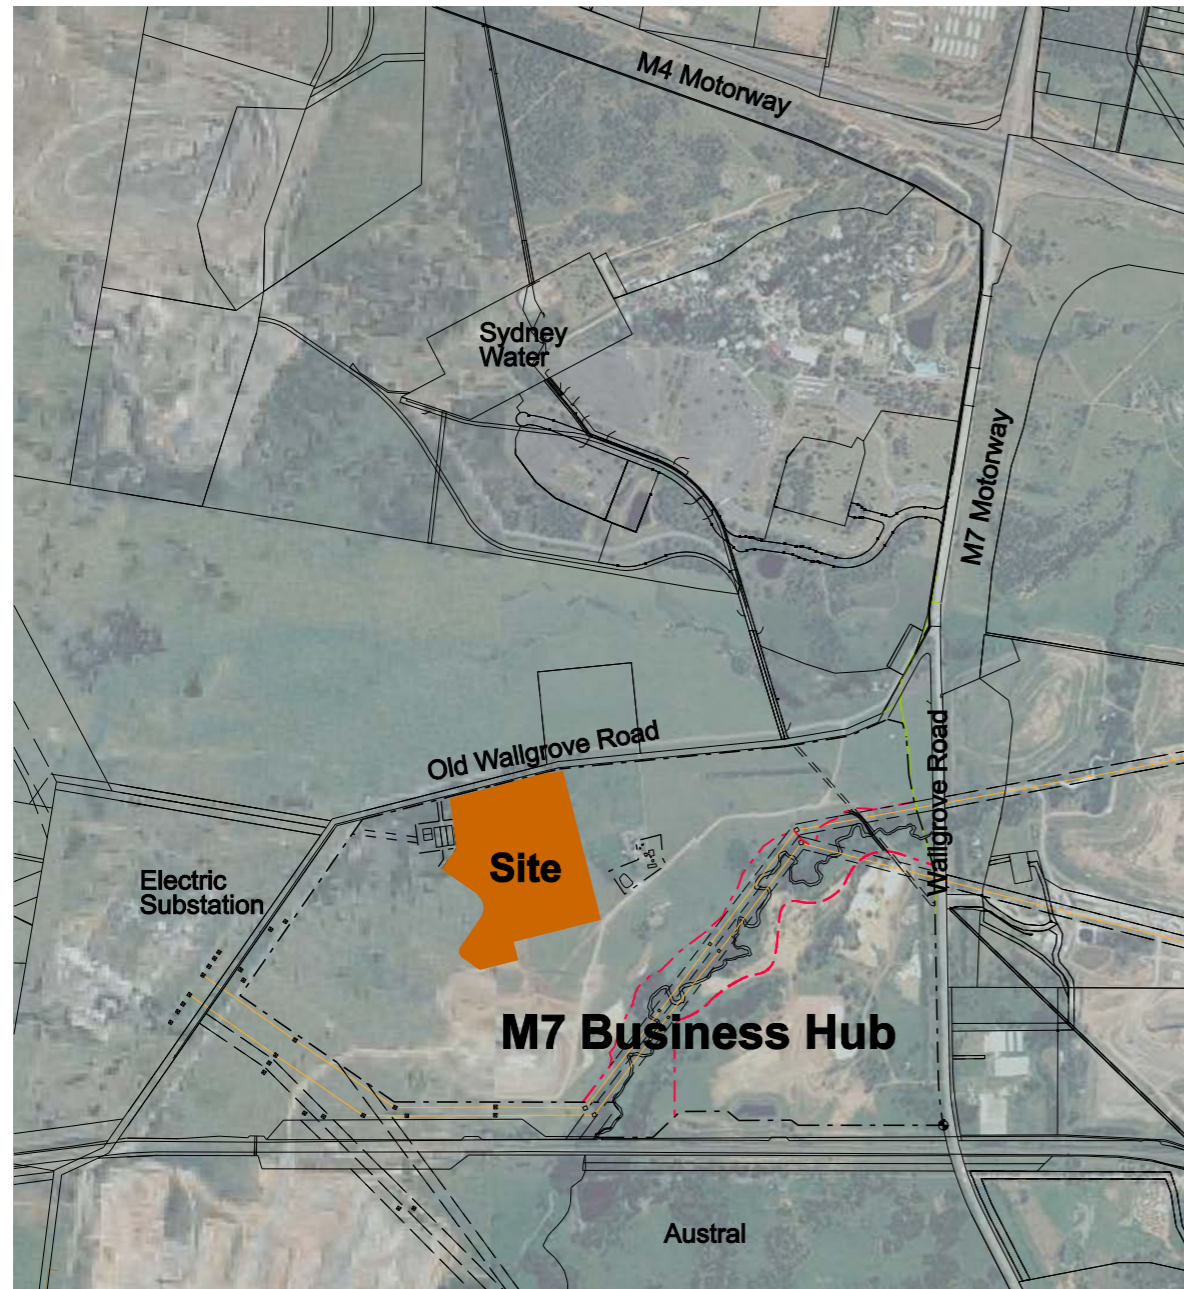 M4 Motorway
Sydney
Water
M7 Motorway
Old Wallgrove Road
Wallgrove Road
Site
Electric
Substation
M7 Business Hub
Austral